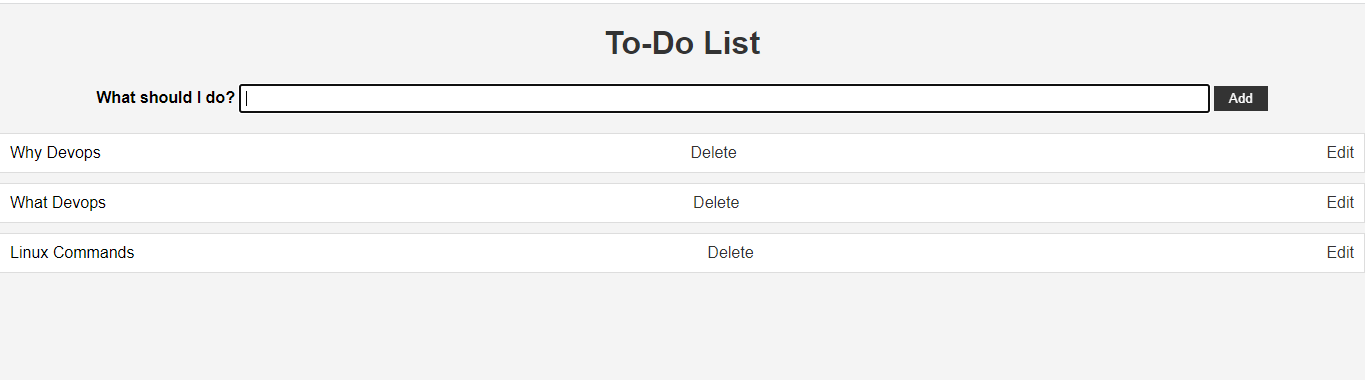 To-Do List
What should I do? Add
Why Devops Delete Edit
What Devops Delete Edit
Linux Commands Delete Edit